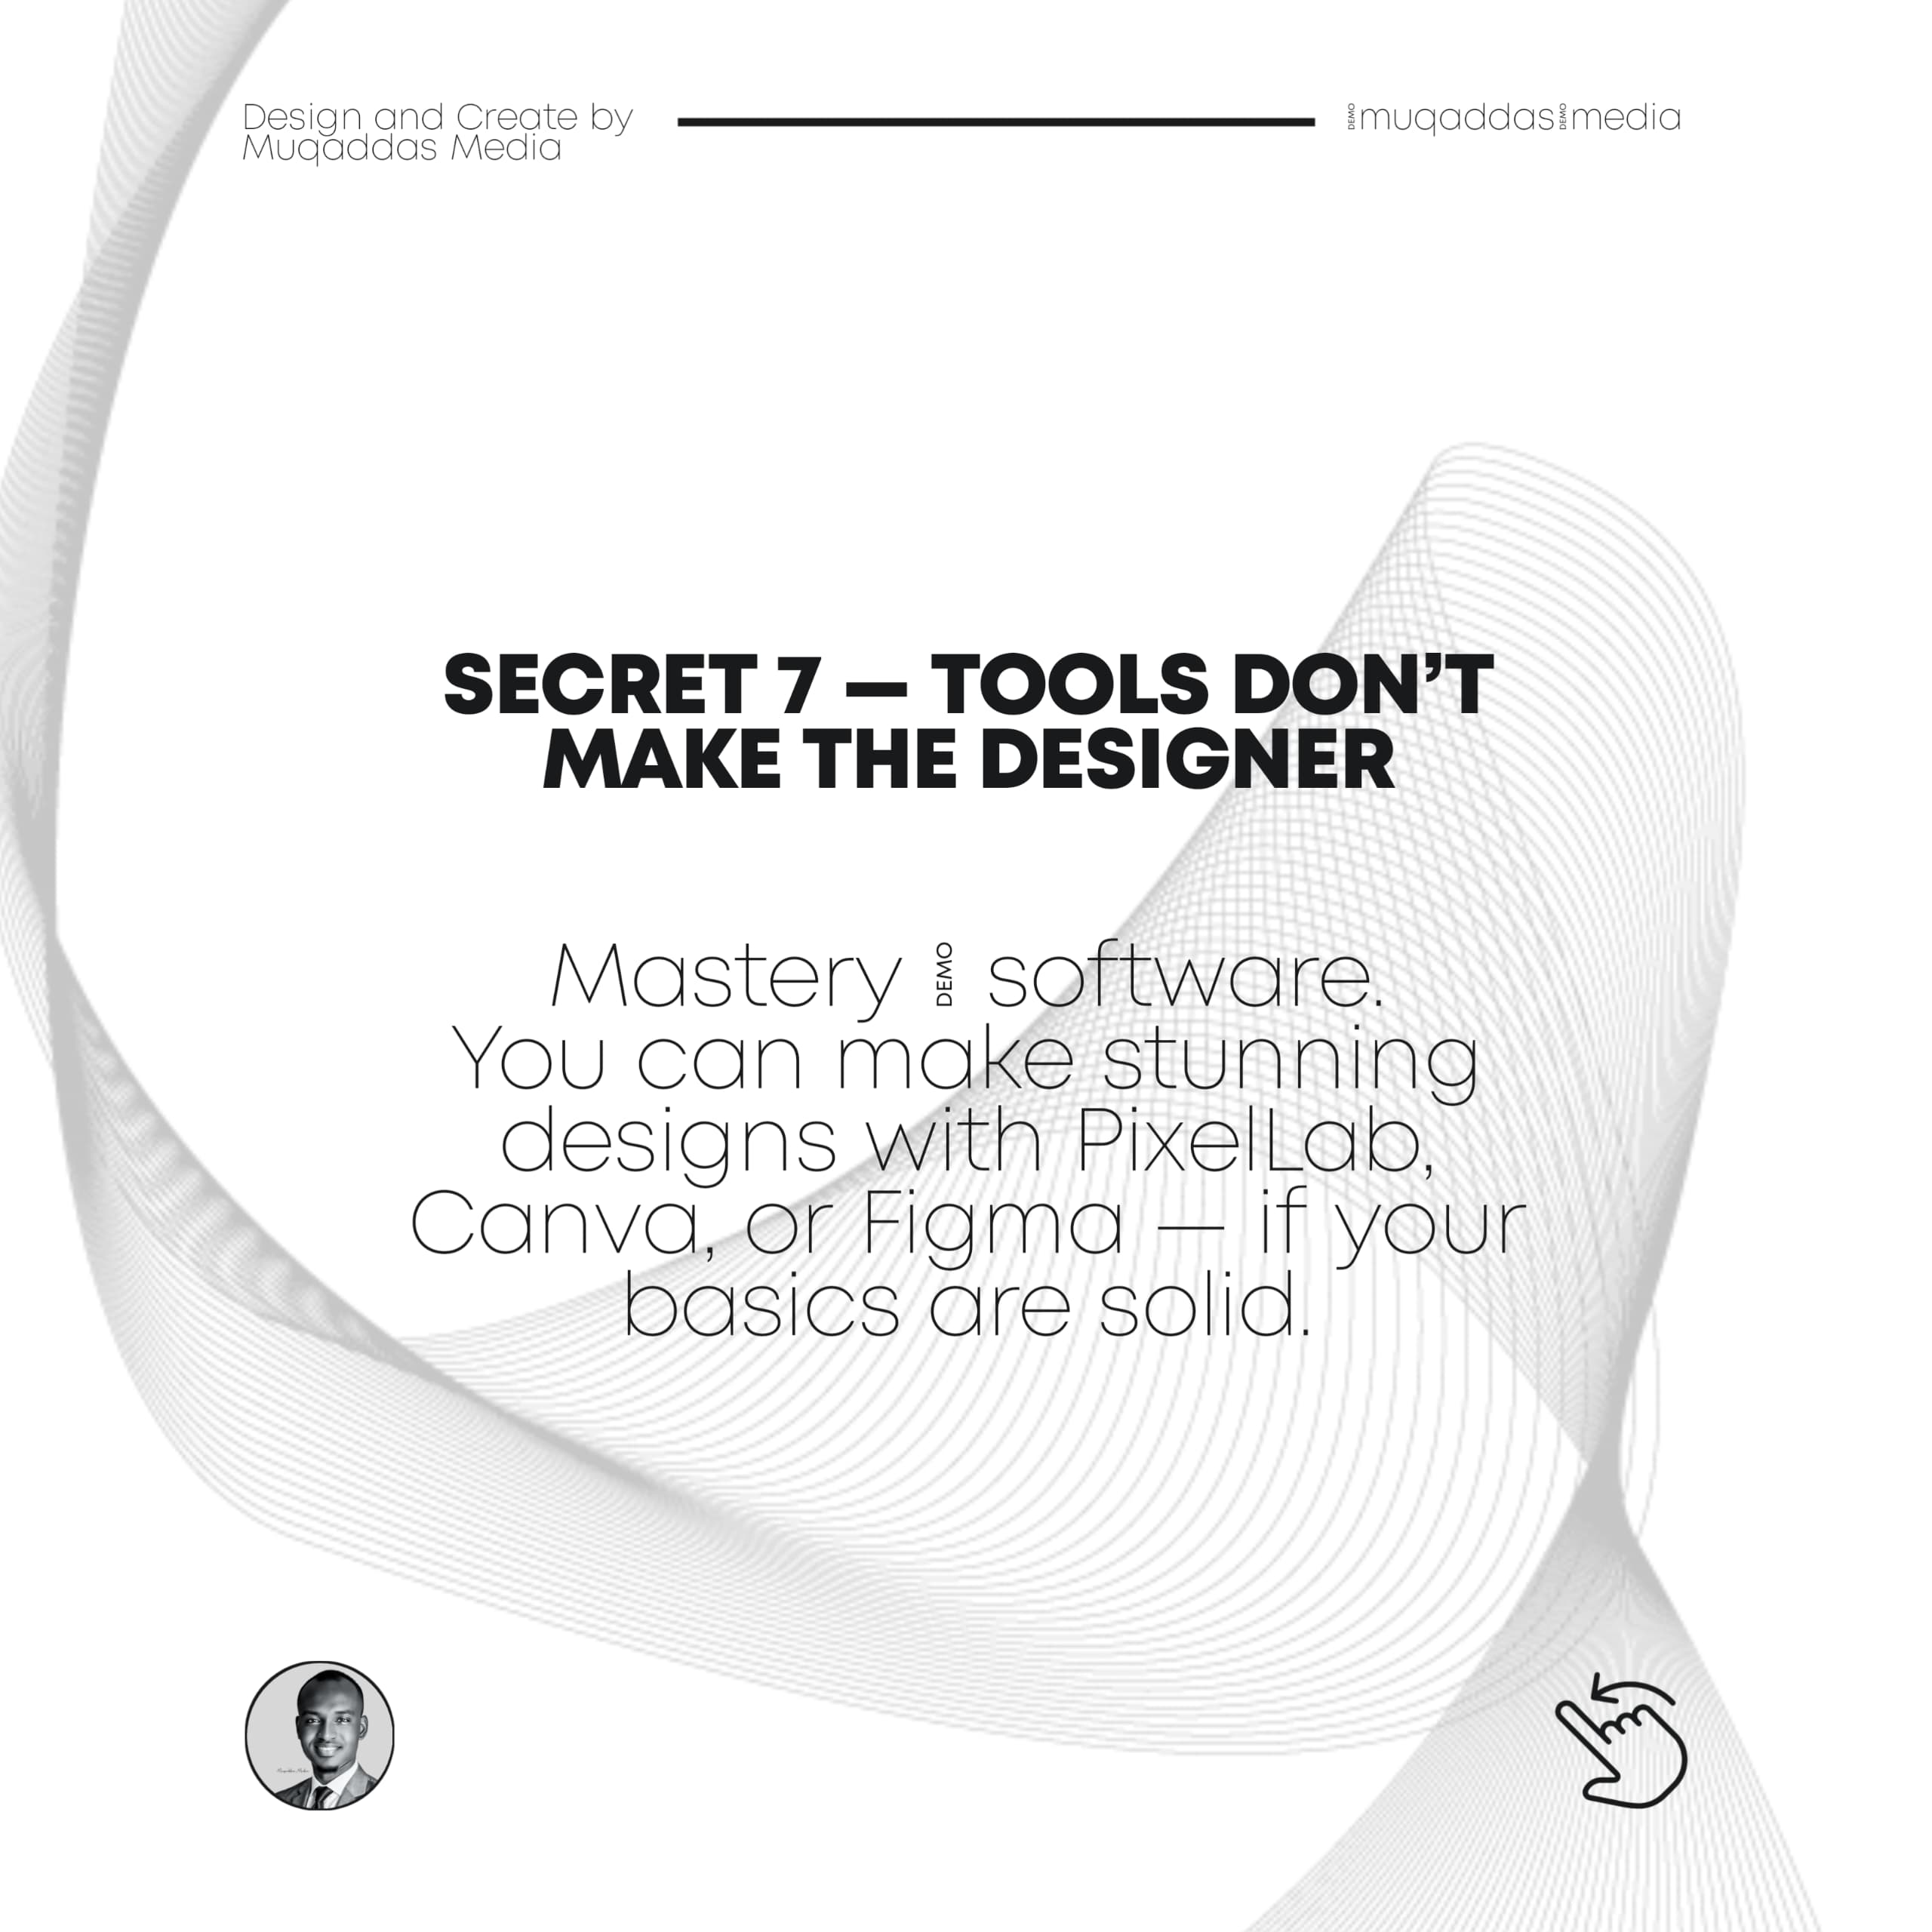 Design and Create by
Muqaddas Media
DEMO muqaddas DEMO media
SECRET 7 — TOOLS DON’T
MAKE THE DESIGNER
Mastery DEMO software.
You can make stunning
designs with PixelLab,
Canva, or Figma — if your
basics are solid.